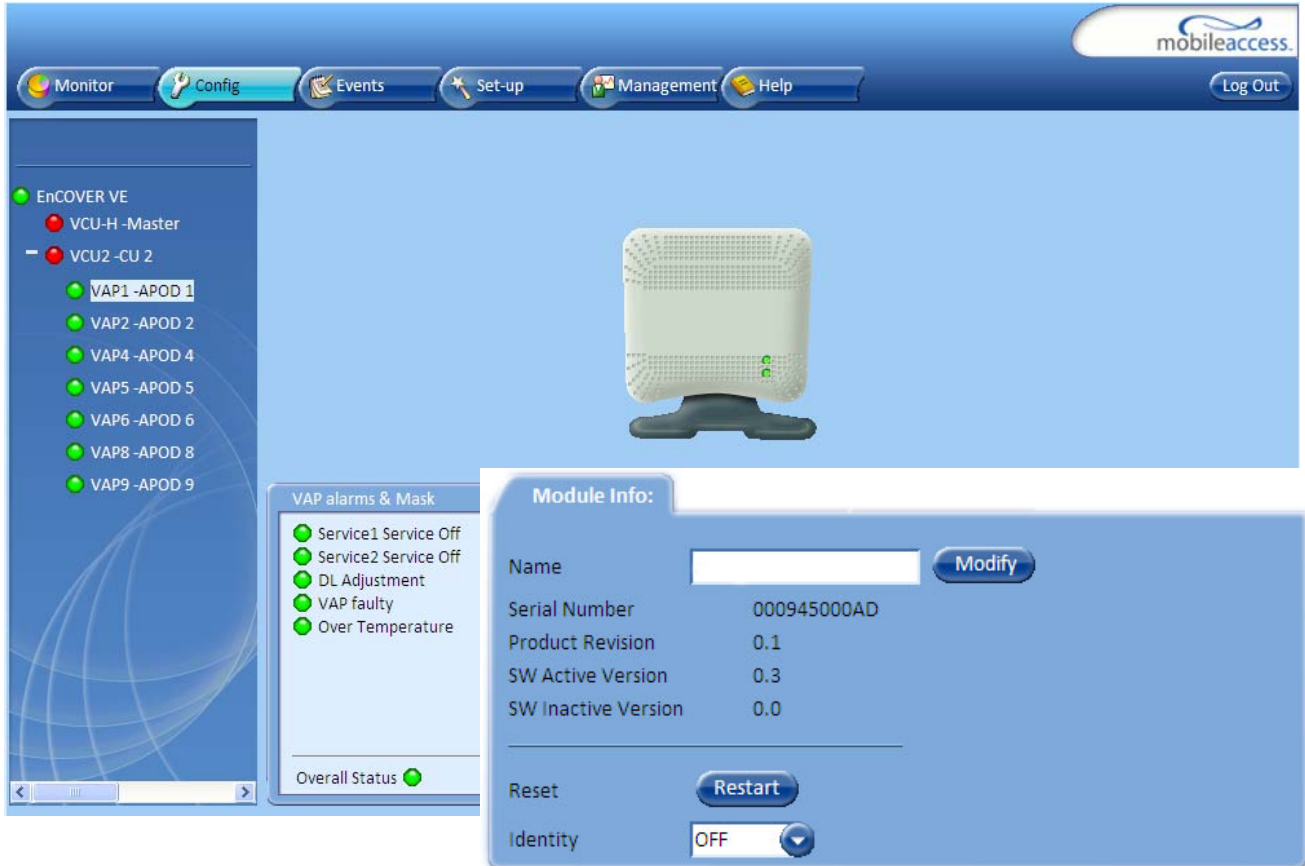 mobileaccess.
Monitor Config Events Set-up Management Help Log Out
EnCOVER VE
VCU-H -Master
VCU2 -CU 2
VAP1 -APOD 1
VAP2 -APOD 2
VAP4 -APOD 4
VAP5 -APOD 5
VAP6 -APOD 6
VAP8 -APOD 8
VAP9 -APOD 9
VAP alarms & Mask
Service1 Service Off
Service2 Service Off
DL Adjustment
VAP faulty
Over Temperature
Overall Status
Module Info:
Name Modify
Serial Number 000945000AD
Product Revision 0.1
SW Active Version 0.3
SW Inactive Version 0.0
Reset Restart
Identity OFF